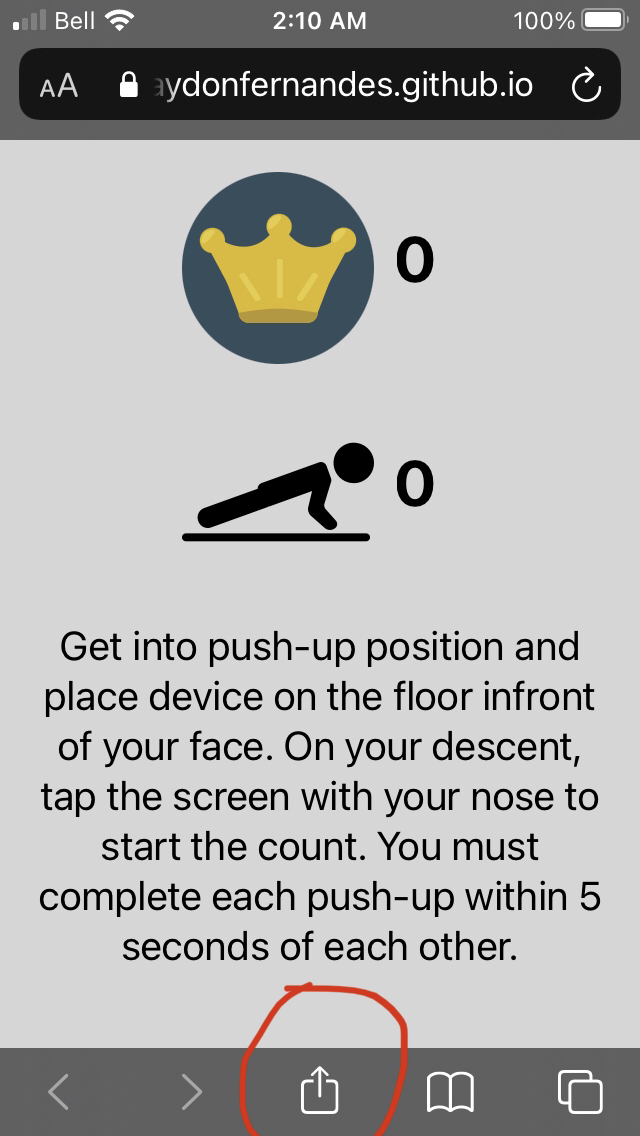 Bell 2:10 AM 100%
AA aydonfernandes.github.io
0
0
Get into push-up position and
place device on the floor infront
of your face. On your descent,
tap the screen with your nose to
start the count. You must
complete each push-up within 5
seconds of each other.